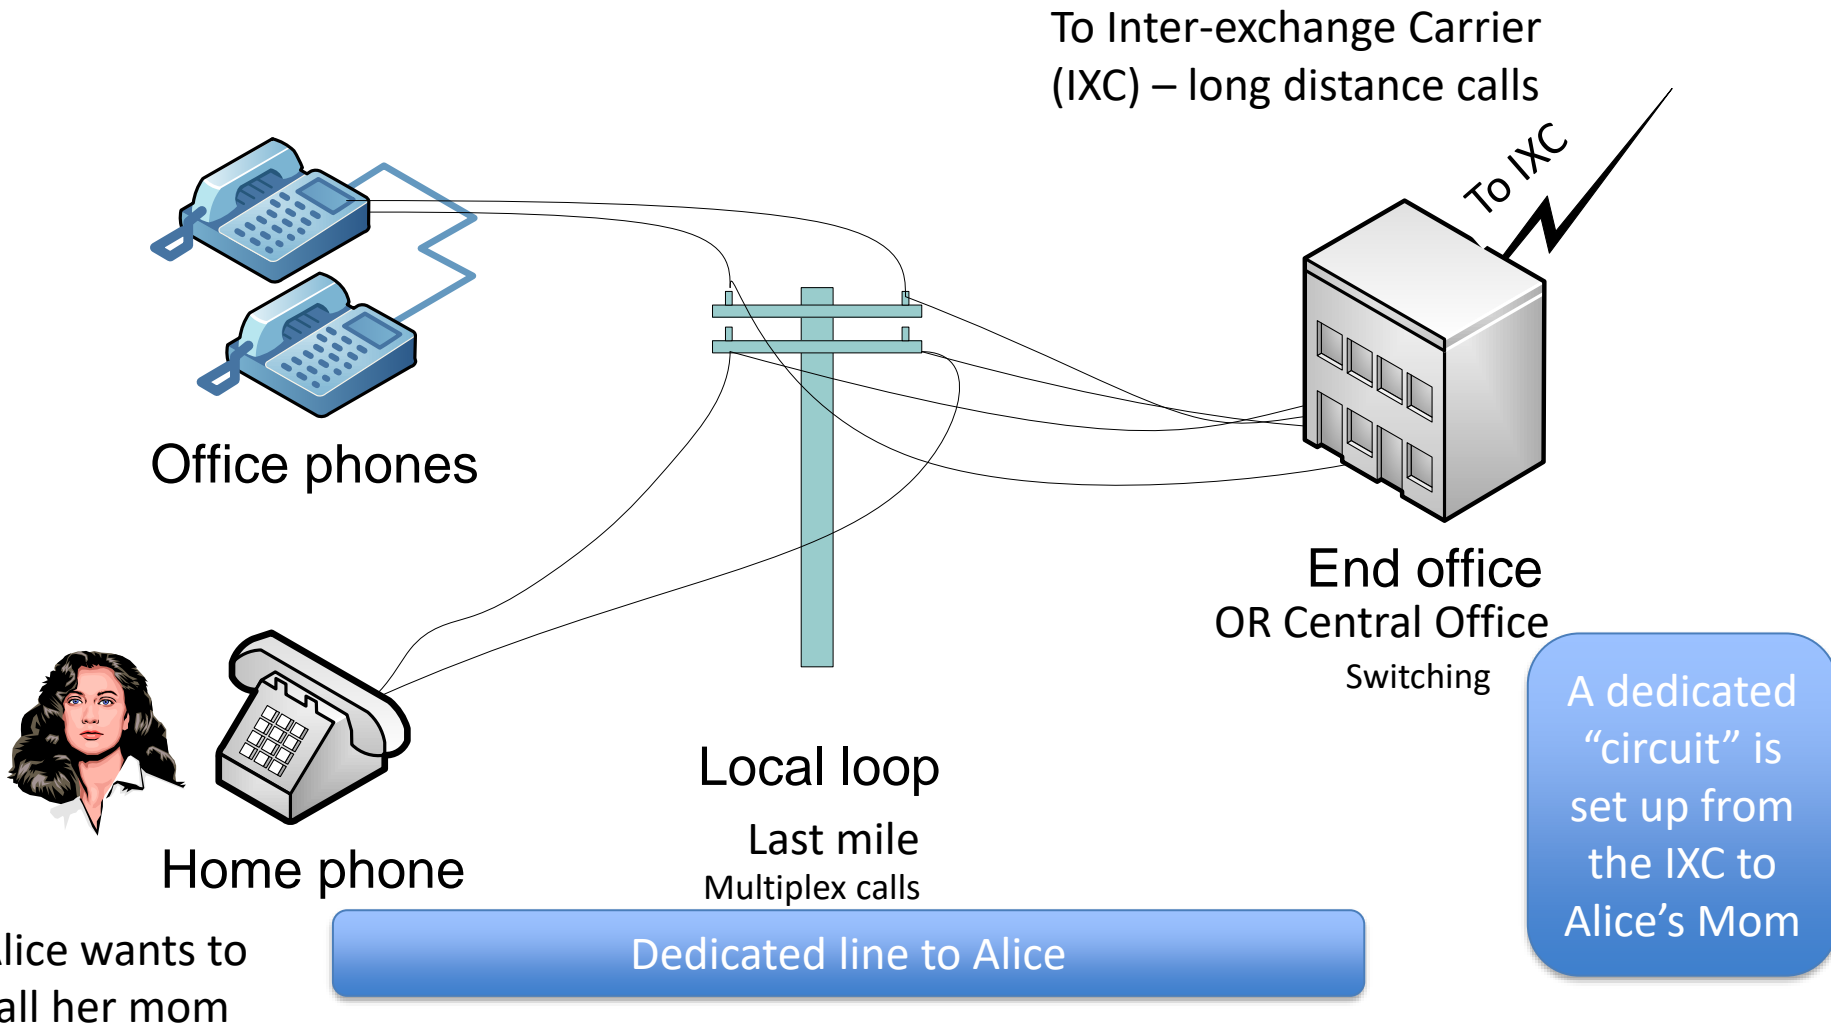 To Inter-exchange Carrier
(IXC) – long distance calls
To IXC
Office phones
End office
OR Central Office
Switching
A dedicated
“circuit” is
set up from
the IXC to
Alice’s Mom
Local loop
Last mile
Multiplex calls
Home phone
Dedicated line to Alice
lice wants to
all her mom